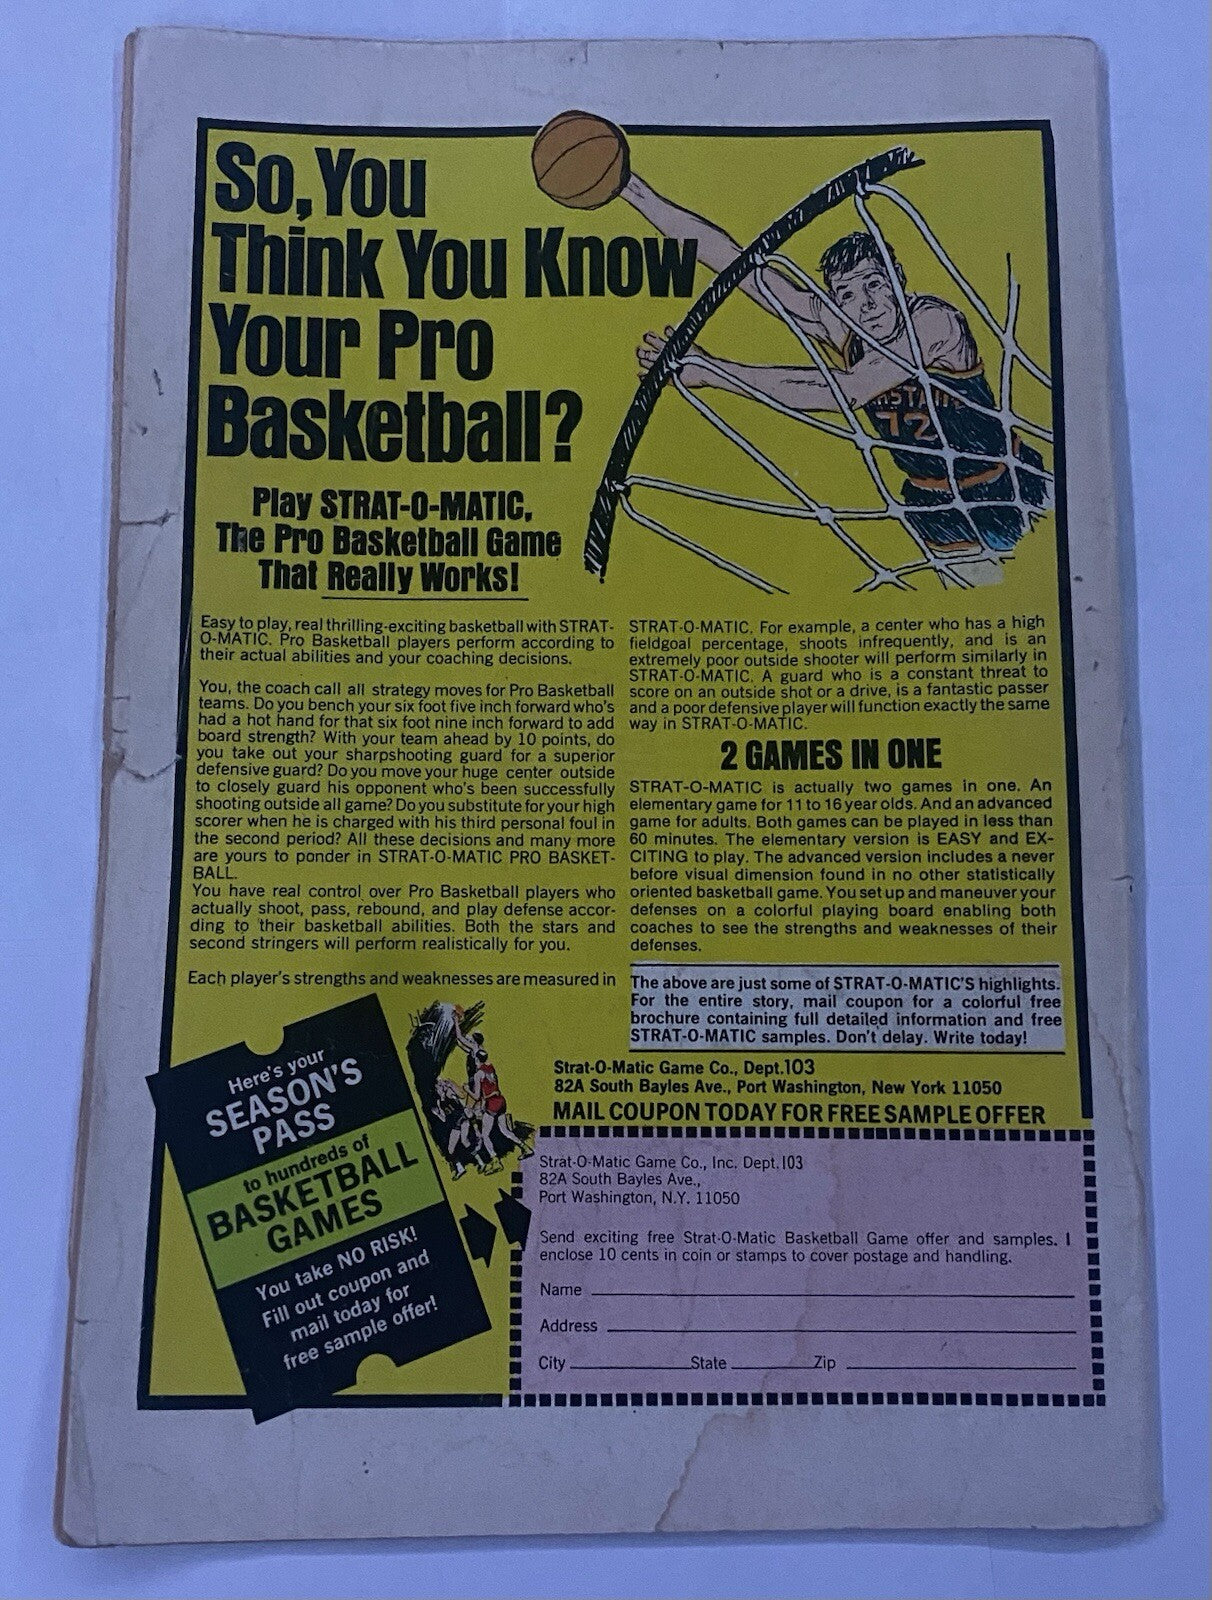 So, You
Think You Know
Your Pro
Basketball?
72
Play STRAT-O-MATIC,
The Pro Basketball Game
That Really Works!
Easy to play, real thrilling-exciting basketball with STRAT-
O-MATIC. Pro Basketball players perform according to
their actual abilities and your coaching decisions.
You, the coach call all strategy moves for Pro Basketball
teams. Do you bench your six foot five inch forward who's
had a hot hand for that six foot nine inch forward to add
board strength? With your team ahead by 10 points, do
you take out your sharpshooting guard for a superior
defensive guard? Do you move your huge center outside
to closely guard his opponent who's been successfully
shooting outside all game? Do you substitute for your high
scorer when he is charged with his third personal foul in
the second period? All these decisions and many more
are yours to ponder in STRAT-O-MATIC PRO BASKET-
BALL.
You have real control over Pro Basketball players who
actually shoot, pass, rebound, and play defense accor-
ding to their basketball abilities. Both the stars and
second stringers will perform realistically for you.
Each player's strengths and weaknesses are measured in
STRAT-O-MATIC. For example, a center who has a high
fieldgoal percentage, shoots infrequently, and is an
extremely poor outside shooter will perform similarly in
STRAT-O-MATIC. A guard who is a constant threat to
score on an outside shot or a drive, is a fantastic passer
and a poor defensive player will function exactly the same
way in STRAT-O-MATIC.
2 GAMES IN ONE
STRAT-O-MATIC is actually two games in one. An
elementary game for 11 to 16 year olds. And an advanced
game for adults. Both games can be played in less than
60 minutes. The elementary version is EASY and EX-
CITING to play. The advanced version includes a never
before visual dimension found in no other statistically
oriented basketball game. You set up and maneuver your
defenses on a colorful playing board enabling both
coaches to see the strengths and weaknesses of their
defenses.
The above are just some of STRAT-O-MATIC'S highlights.
For the entire story, mail coupon for a colorful free
brochure containing full detailed information and free
STRAT-O-MATIC samples. Don't delay. Write today!
Strat-O-Matic Game Co., Dept.103
82A South Bayles Ave., Port Washington, New York 11050
MAIL COUPON TODAY FOR FREE SAMPLE OFFER
Here's your
SEASON'S
PASS
to hundreds of
BASKETBALL
GAMES
You take NO RISK!
Fill out coupon and
mail today for
free sample offer!
Strat-O-Matic Game Co., Inc. Dept.103
82A South Bayles Ave.,
Port Washington, N.Y. 11050
Send exciting free Strat-O-Matic Basketball Game offer and samples. I
enclose 10 cents in coin or stamps to cover postage and handling.
Name
Address
City State Zip